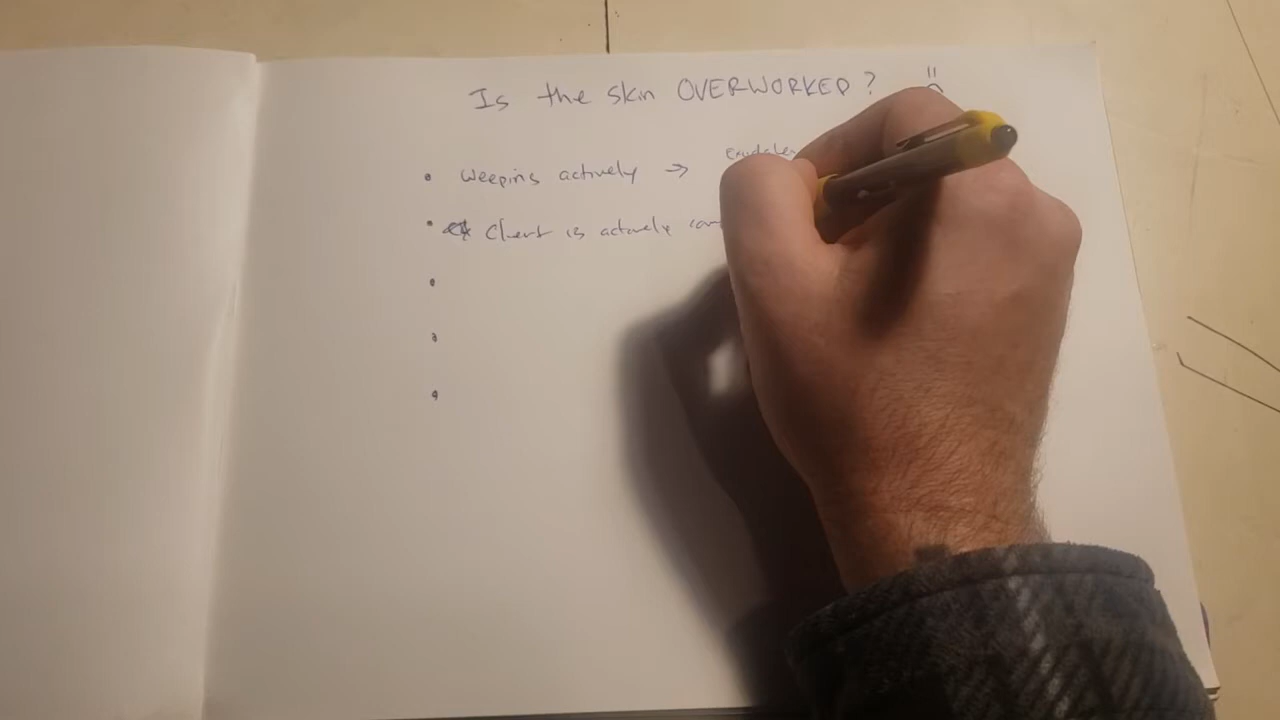 Is the skin OVERWORKED?
• Weeping actively →
• Client is actively